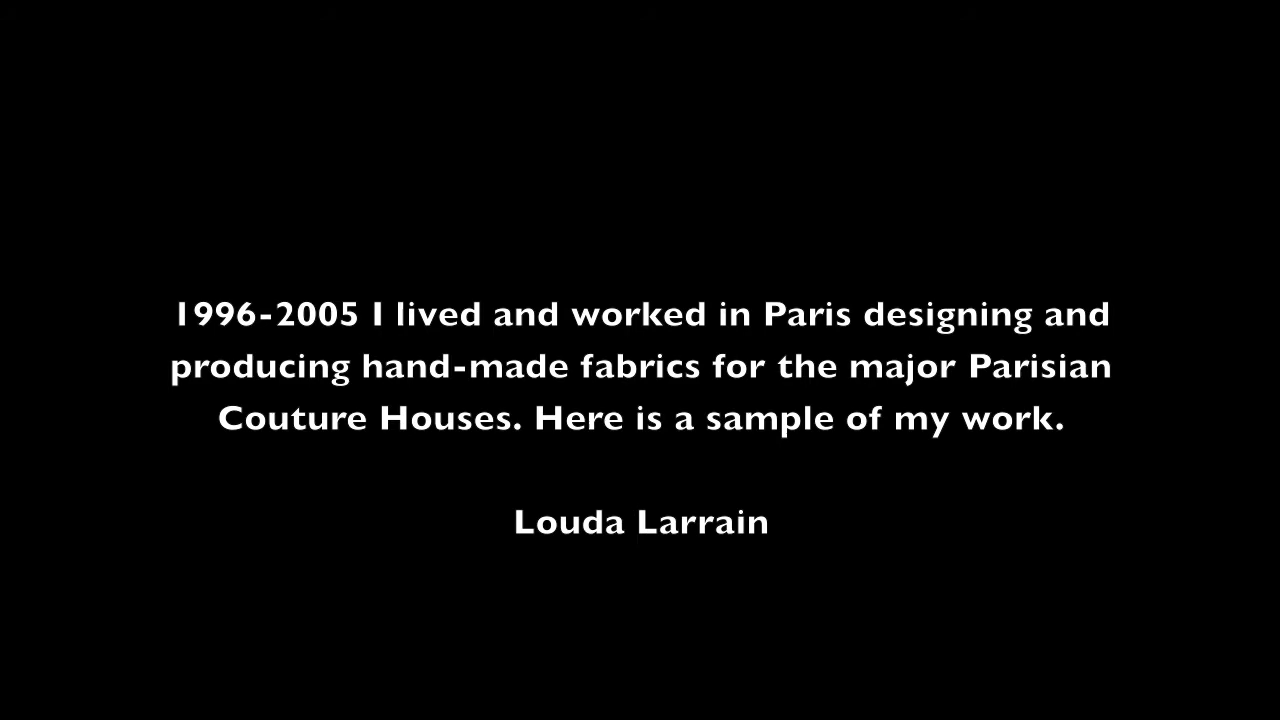 1996-2005 I lived and worked in Paris designing and
producing hand-made fabrics for the major Parisian
Couture Houses. Here is a sample of my work.
Louda Larrain